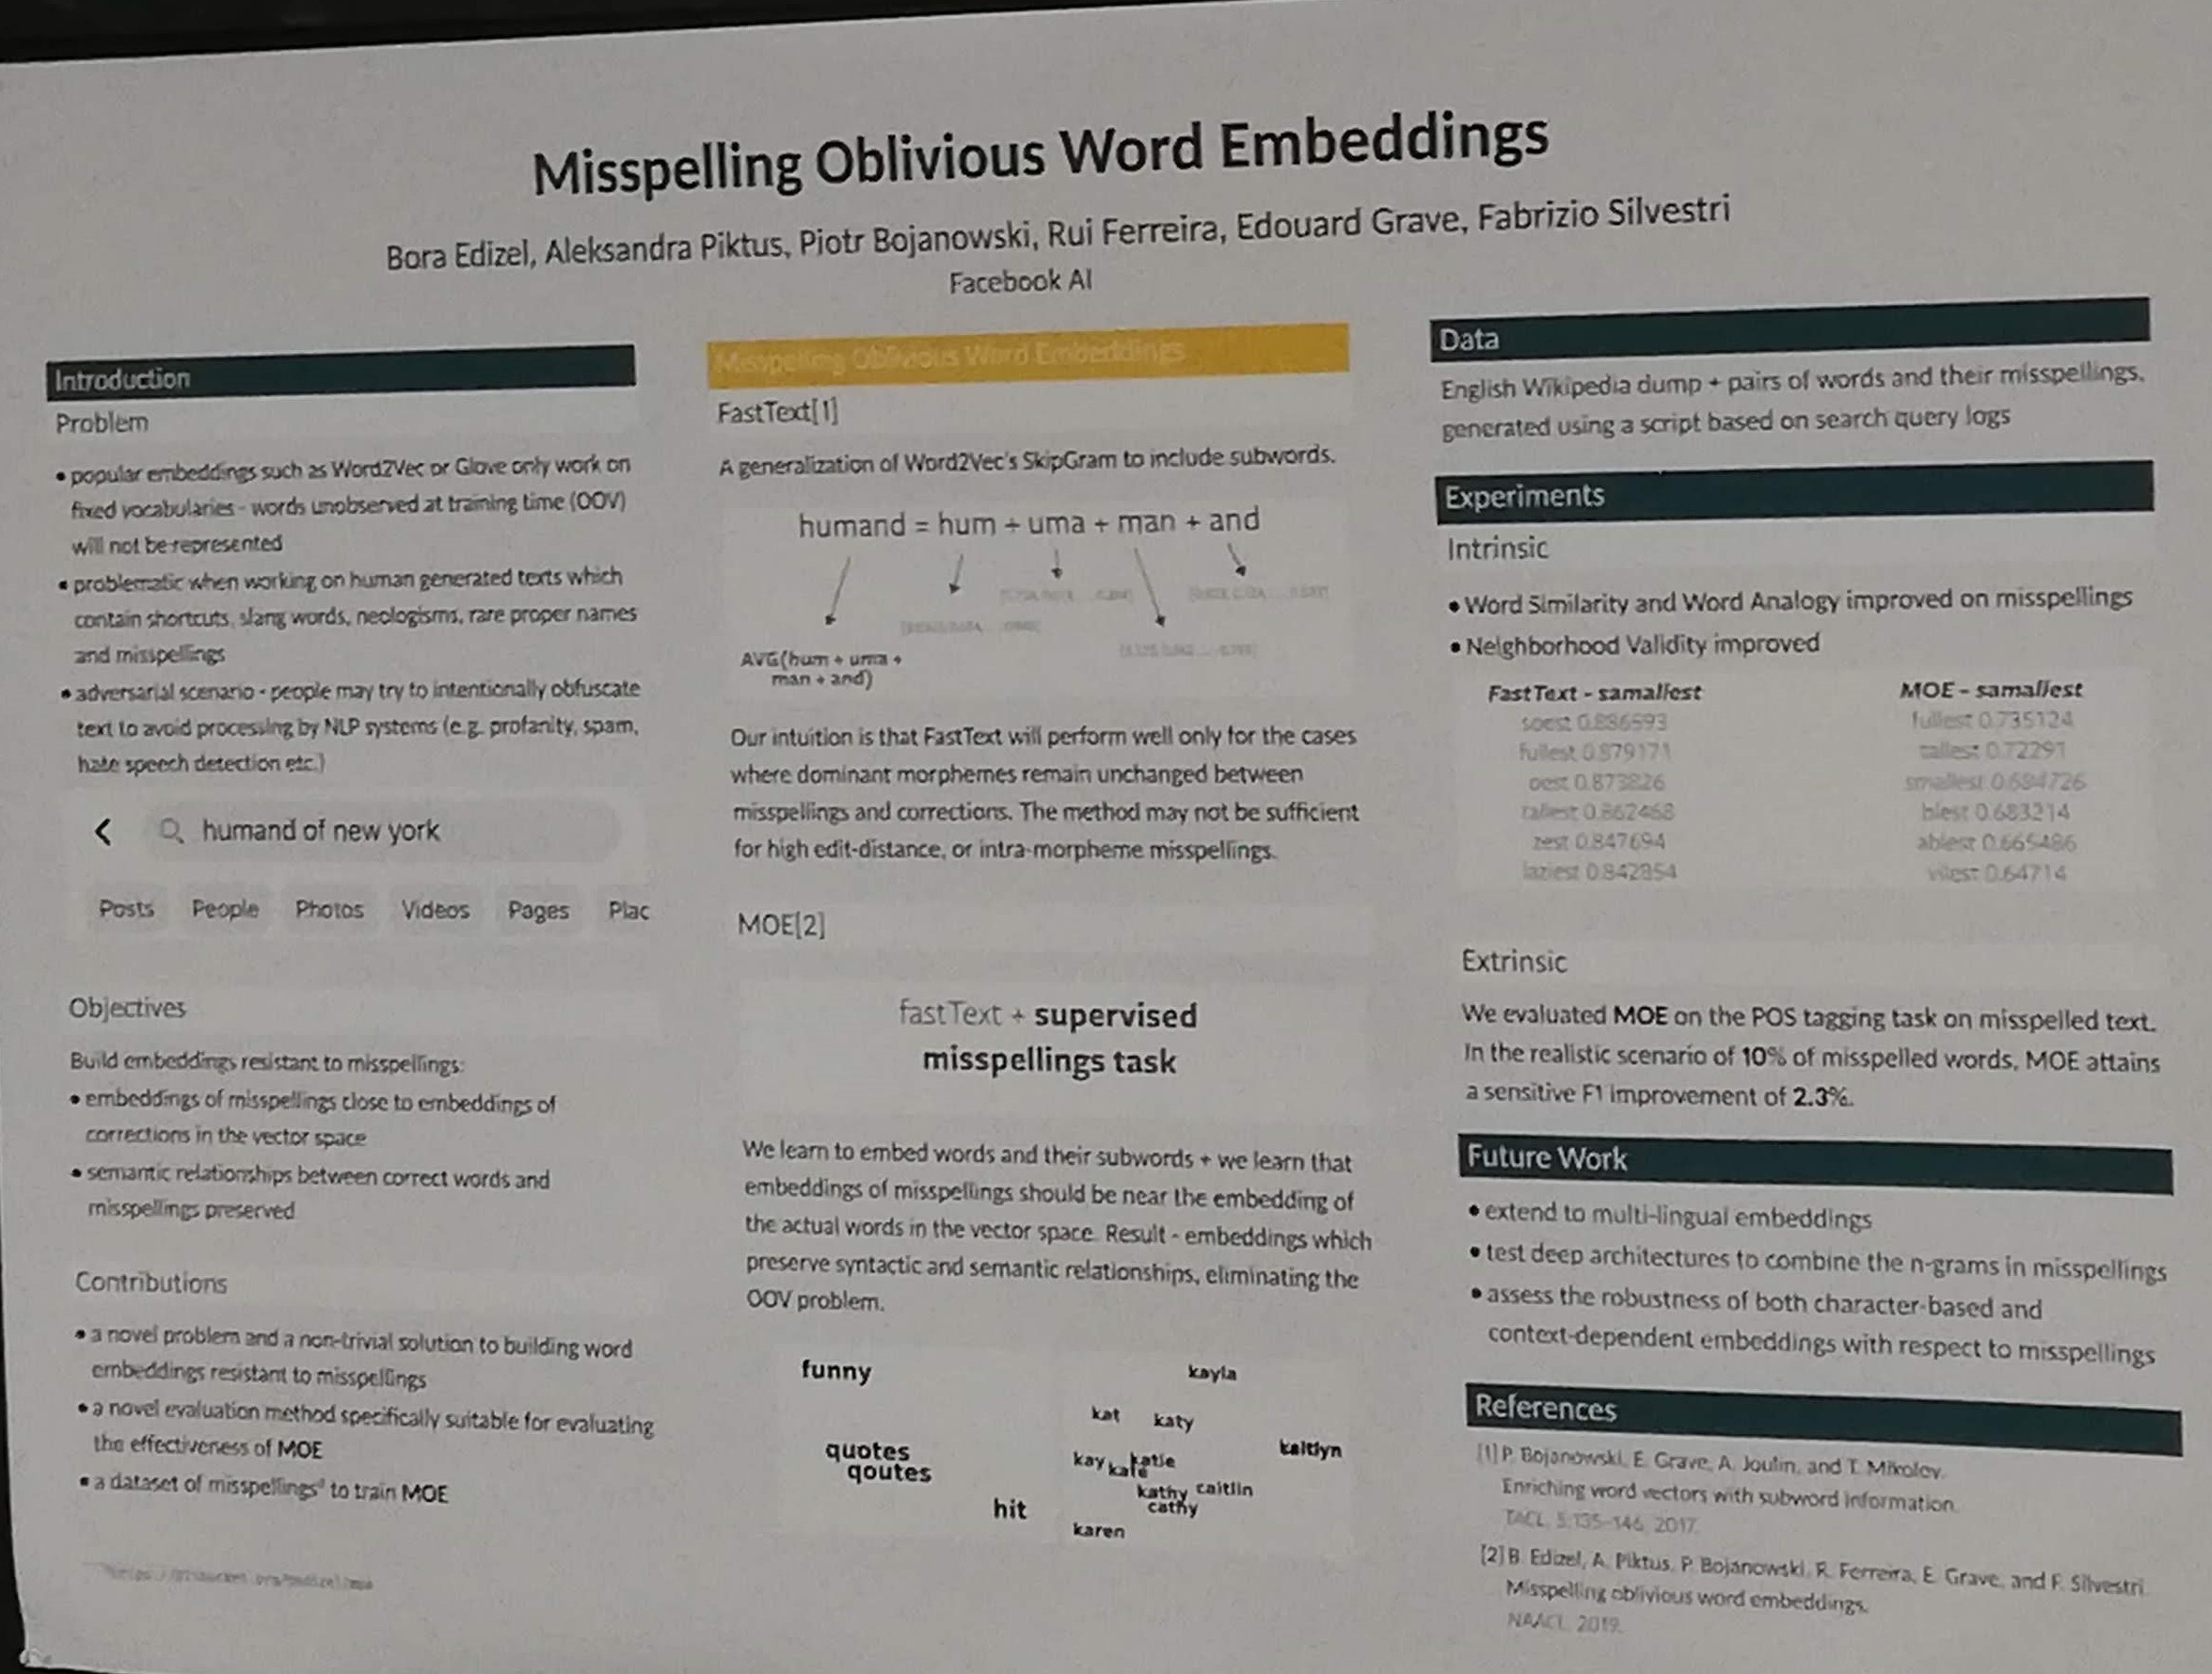 Misspelling Oblivious Word Embeddings
Bora Edizel, Aleksandra Piktus, Piotr Bojanowski, Rui Ferreira, Edouard Grave, Fabrizio Silvestri
Facebook AI
Introduction
Problem
• popular embeddings such as Word2Vec or Glove only work on
fixed vocabularies - words unobserved at training time (OOV)
will not be represented
• problematic when working on human generated texts which
contain shortcuts, slang words, neologisms, rare proper names
and misspellings
• adversarial scenario - people may try to intentionally obfuscate
text to avoid processing by NLP systems (e.g. profanity, spam,
hate speech detection etc.)
humand of new york
Posts People Photos Videos Pages Plac
Objectives
Build embeddings resistant to misspellings:
• embeddings of misspellings close to embeddings of
corrections in the vector space
• semantic relationships between correct words and
misspellings preserved
Contributions
• a novel problem and a non-trivial solution to building word
embeddings resistant to misspellings
• a novel evaluation method specifically suitable for evaluating
the effectiveness of MOE
• a dataset of misspellings to train MOE
Misspelling Oblivious Word Embeddings
FastText[1]
A generalization of Word2Vec's SkipGram to include subwords.
humand = hum + uma + man + and
AVG(hum + uma +
man + and)
Our intuition is that FastText will perform well only for the cases
where dominant morphemes remain unchanged between
misspellings and corrections. The method may not be sufficient
for high edit-distance, or intra-morpheme misspellings.
MOE[2]
fastText + supervised
misspellings task
We learn to embed words and their subwords + we learn that
embeddings of misspellings should be near the embedding of
the actual words in the vector space. Result - embeddings which
preserve syntactic and semantic relationships, eliminating the
OOV problem.
funny
kayla
kat katy
quotes
qoutes
kay katie
kate
kaitlyn
kathy caitlin
cathy
hit
karen
Data
English Wikipedia dump + pairs of words and their misspellings,
generated using a script based on search query logs
Experiments
Intrinsic
• Word Similarity and Word Analogy improved on misspellings
• Neighborhood Validity improved
FastText - samallest MOE - samallest
soest 0.886593 fullest 0.735124
fullest 0.879171 tallest 0.72291
oest 0.873826 smallest 0.684726
tallest 0.862468 blest 0.683214
zest 0.847694 ablest 0.665486
laziest 0.842854 vilest 0.64714
Extrinsic
We evaluated MOE on the POS tagging task on misspelled text.
In the realistic scenario of 10% of misspelled words, MOE attains
a sensitive F1 improvement of 2.3%.
Future Work
• extend to multi-lingual embeddings
• test deep architectures to combine the n-grams in misspellings
• assess the robustness of both character-based and
context-dependent embeddings with respect to misspellings
References
[1] P. Bojanowski, E. Grave, A. Joulin, and T. Mikolov.
Enriching word vectors with subword information.
TACL, 5:135–146, 2017.
[2] B. Edizel, A. Piktus, P. Bojanowski, R. Ferreira, E. Grave, and F. Silvestri.
Misspelling oblivious word embeddings.
NAACL, 2019.